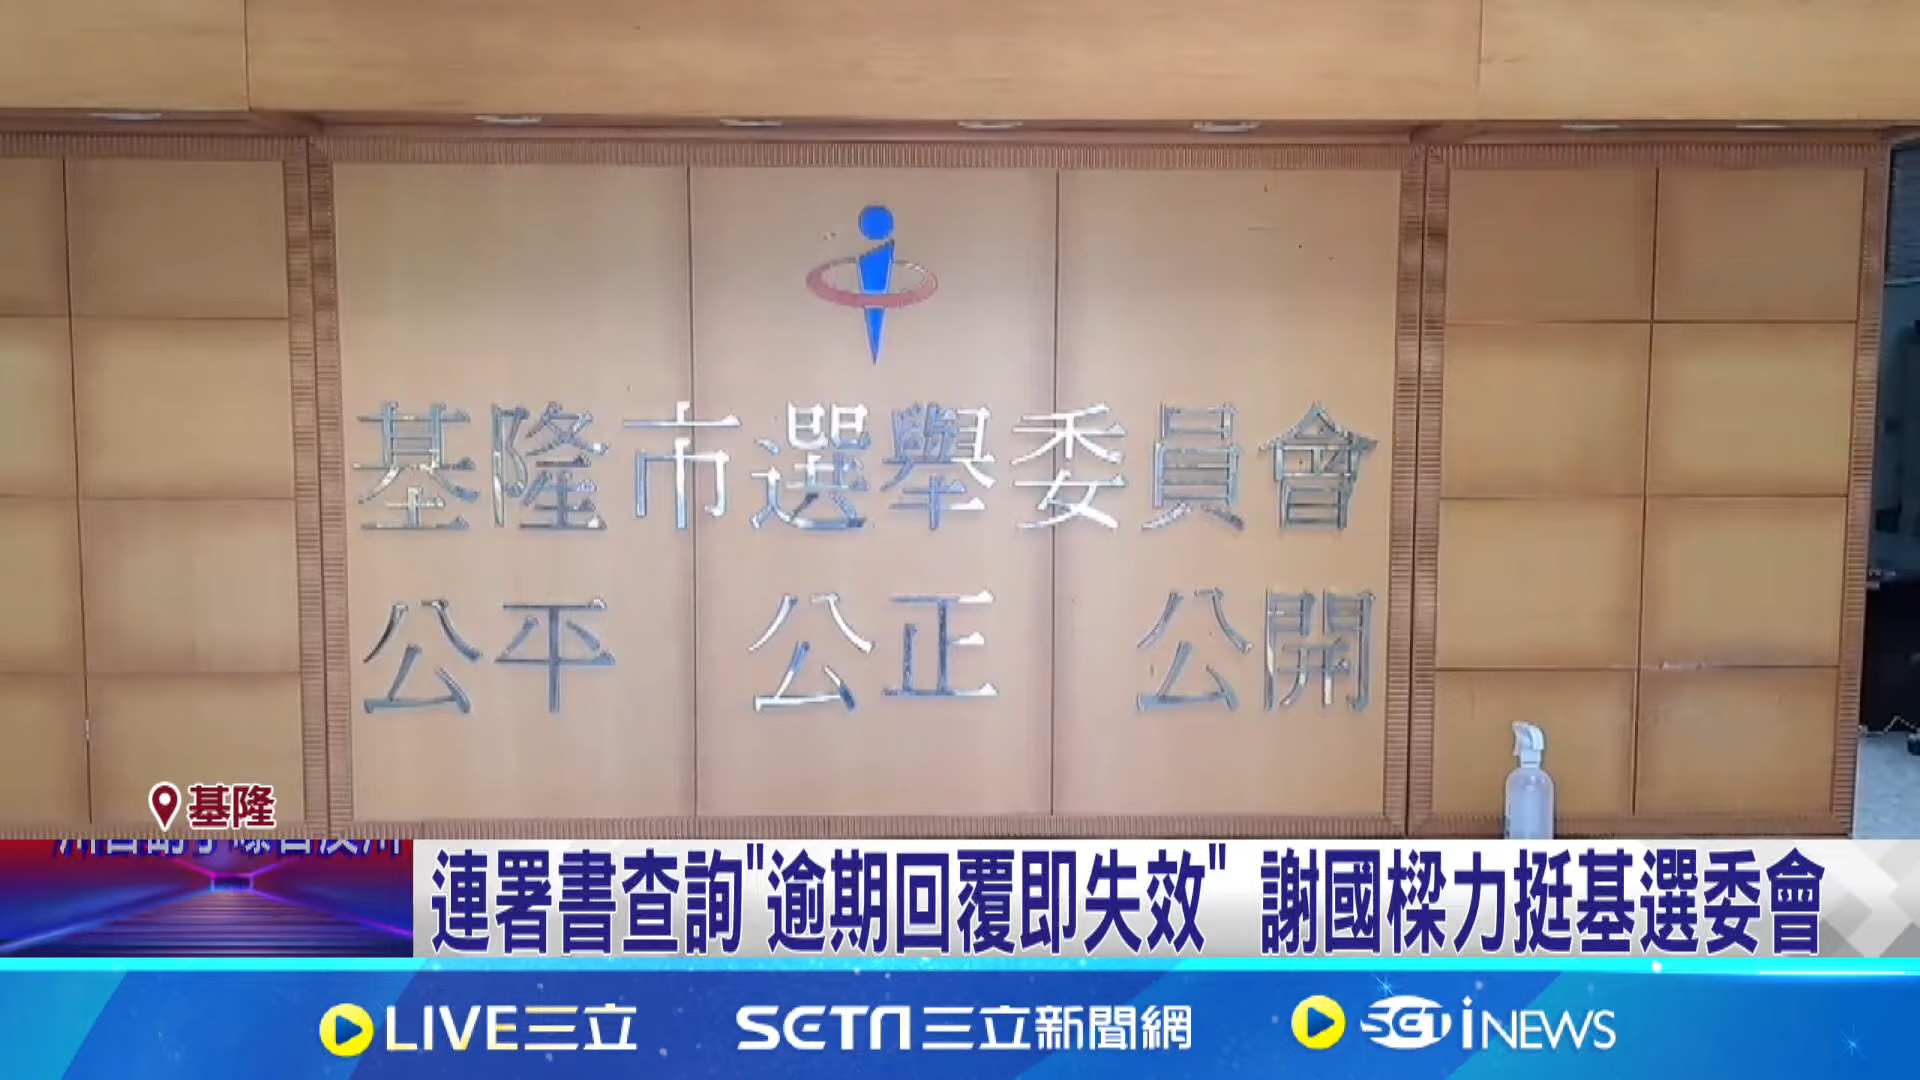 基隆市選舉委員會
公平 公正 公開
基隆
連署書查詢"逾期回覆即失效" 謝國樑力挺基選委會
LIVE三立 SETN三立新聞網 SET iNEWS